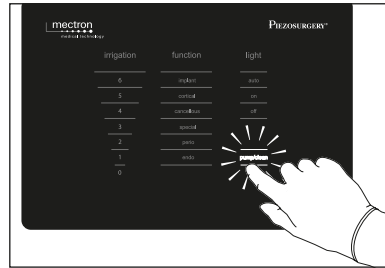 mectron
medical technology
PIEZOSURGERY®
irrigation function light
6 implant auto
5 cortical on
4 cancellous off
3 special
2 perio
1 endo pump/clean
0